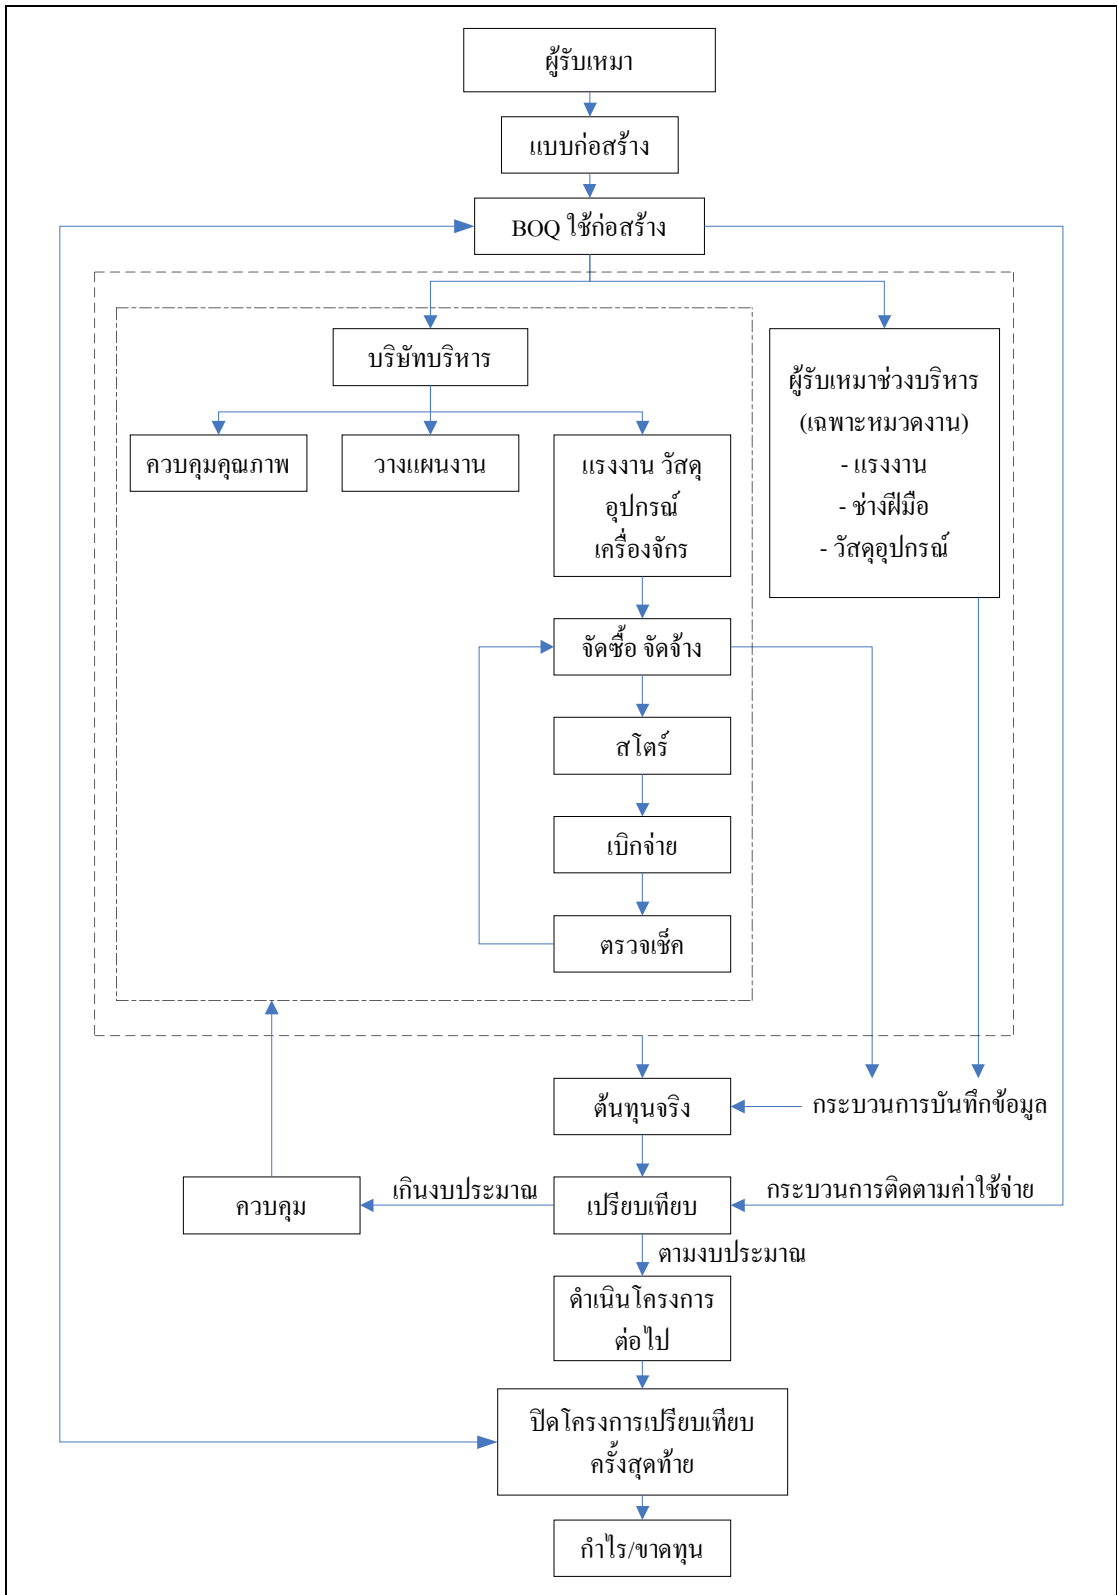 ผู้รับเหมา
แบบก่อสร้าง
BOQ ใช้ก่อสร้าง
บริษัทบริหาร
ผู้รับเหมาช่วงบริหาร
(เฉพาะหมวดงาน)
- แรงงาน
- ช่างฝีมือ
- วัสดุอุปกรณ์
ควบคุมคุณภาพ
วางแผนงาน
แรงงาน วัสดุ
อุปกรณ์
เครื่องจักร
จัดซื้อ จัดจ้าง
สโตร์
เบิกจ่าย
ตรวจเช็ค
ต้นทุนจริง
กระบวนการบันทึกข้อมูล
ควบคุม
เกินงบประมาณ
เปรียบเทียบ
กระบวนการติดตามค่าใช้จ่าย
ตามงบประมาณ
ดำเนินโครงการ
ต่อไป
ปิดโครงการเปรียบเทียบ
ครั้งสุดท้าย
กำไร/ขาดทุน